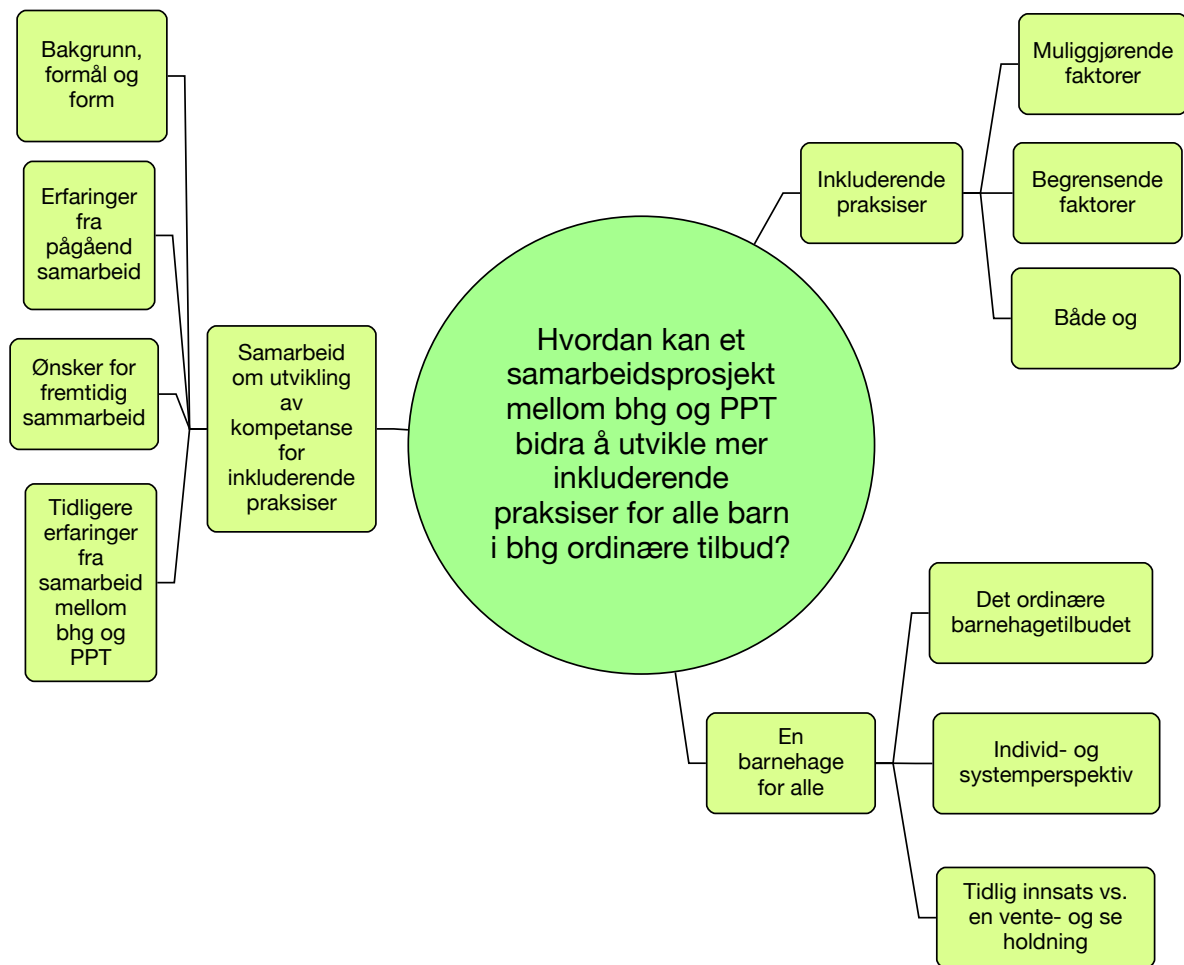 Hvordan kan et
samarbeidsprosjekt
mellom bhg og PPT
bidra å utvikle mer
inkluderende
praksiser for alle barn
i bhg ordinære tilbud?
Samarbeid
om utvikling
av
kompetanse
for
inkluderende
praksiser
Bakgrunn,
formål og
form
Erfaringer
fra
pågåend
samarbeid
Ønsker for
fremtidig
sammarbeid
Tidligere
erfaringer
fra
samarbeid
mellom
bhg og
PPT
Inkluderende
praksiser
Muliggjørende
faktorer
Begrensende
faktorer
Både og
En
barnehage
for alle
Det ordinære
barnehagetilbudet
Individ- og
systemperspektiv
Tidlig innsats vs.
en vente- og se
holdning